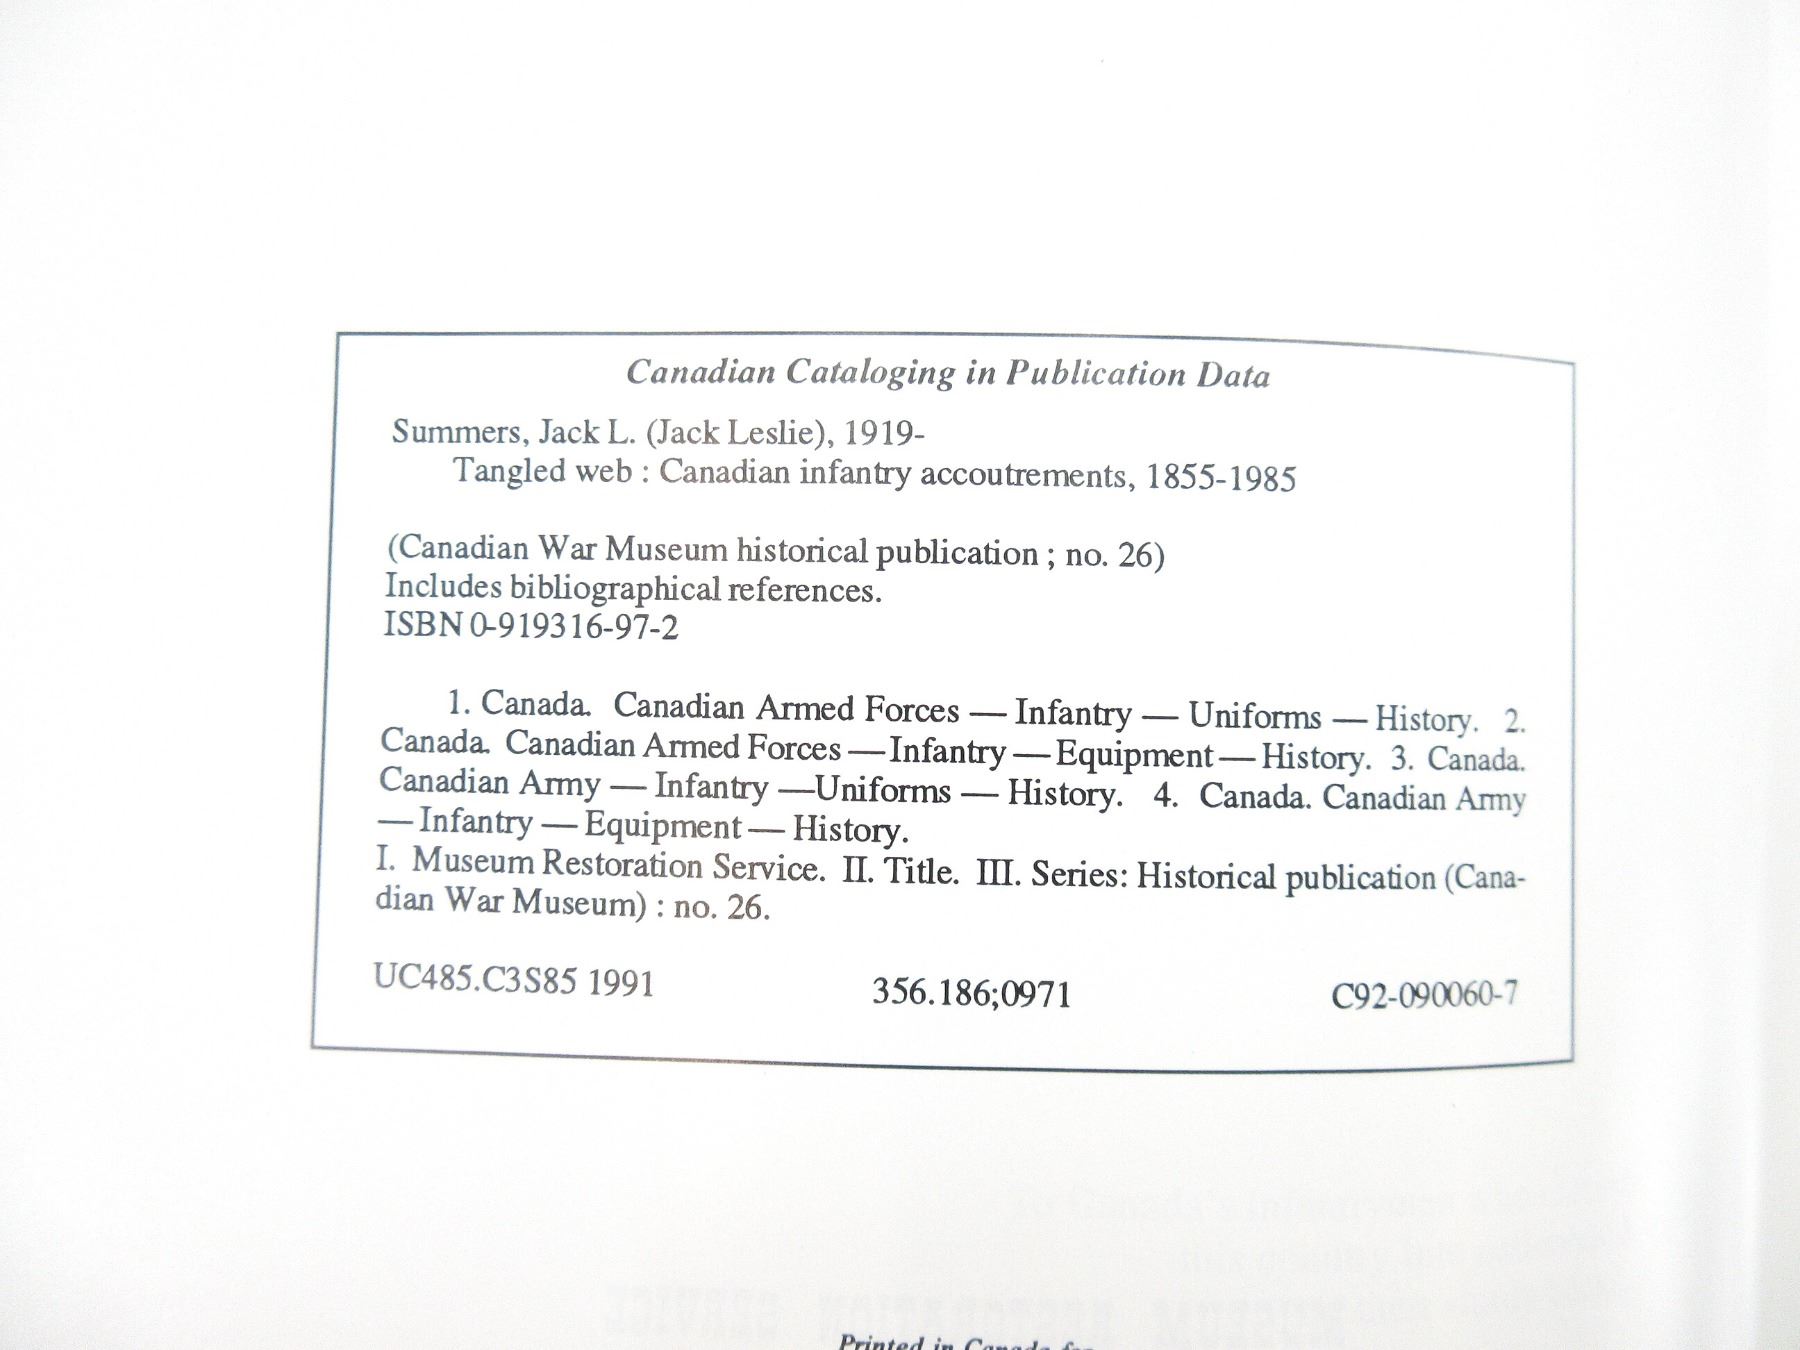 Canadian Cataloging in Publication Data
Summers, Jack L. (Jack Leslie), 1919-
Tangled web : Canadian infantry accoutrements, 1855-1985
(Canadian War Museum historical publication ; no. 26)
Includes bibliographical references.
ISBN 0-919316-97-2
1. Canada. Canadian Armed Forces — Infantry — Uniforms — History. 2.
Canada. Canadian Armed Forces — Infantry — Equipment — History. 3. Canada.
Canadian Army — Infantry —Uniforms — History. 4. Canada. Canadian Army
— Infantry — Equipment — History.
I. Museum Restoration Service. II. Title. III. Series: Historical publication (Cana-
dian War Museum) : no. 26.
UC485.C3S85 1991 356.186;0971 C92-090060-7
Printed in Canada for